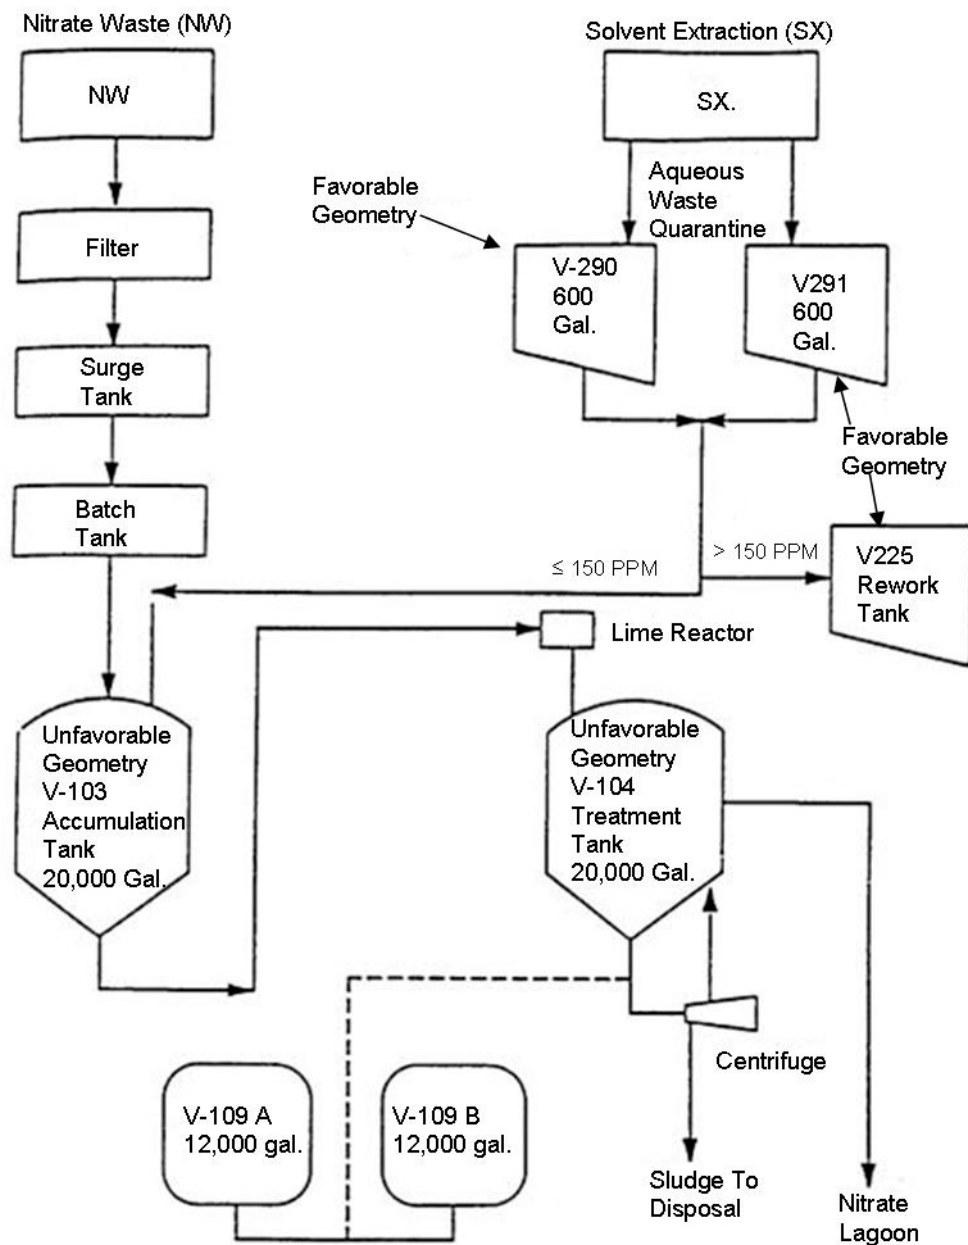 Nitrate Waste (NW)
Solvent Extraction (SX)
NW
SX.
Favorable
Geometry
Aqueous
Waste
Quarantine
Filter
V-290
600
Gal.
V291
600
Gal.
Surge
Tank
Favorable
Geometry
Batch
Tank
≤ 150 PPM
> 150 PPM
V225
Rework
Tank
Lime Reactor
Unfavorable
Geometry
V-103
Accumulation
Tank
20,000 Gal.
Unfavorable
Geometry
V-104
Treatment
Tank
20,000 Gal.
Centrifuge
V-109 A
12,000 gal.
V-109 B
12,000 gal.
Sludge To
Disposal
Nitrate
Lagoon